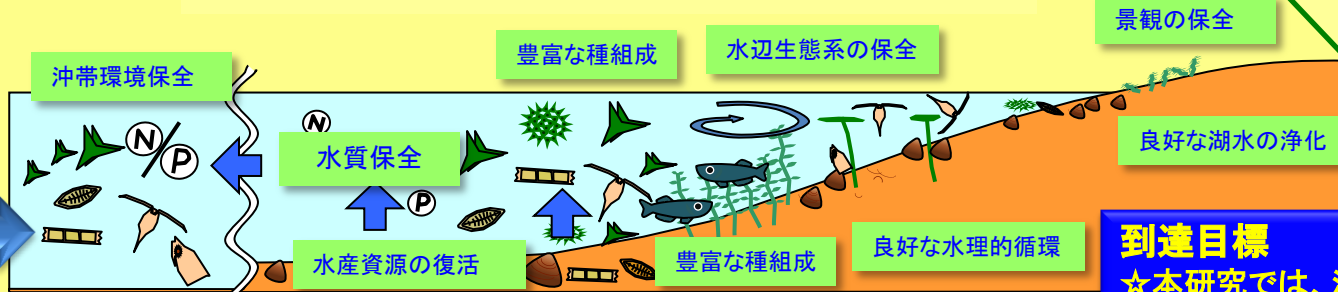 景観の保全
豊富な種組成
水辺生態系の保全
沖帯環境保全
N/P
N
水質保全
良好な湖水の浄化
P
水産資源の復活
豊富な種組成
良好な水理的循環
到達目標
☆本研究では、